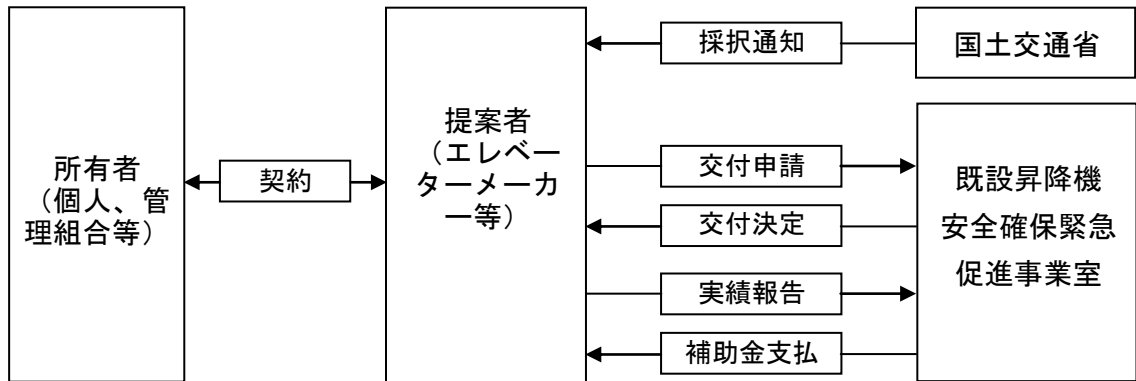 所有者
（個人、管
理組合等）
契約
提案者
（エレベー
ターメーカ
ー等）
採択通知
国土交通省
交付申請
交付決定
実績報告
補助金支払
既設昇降機
安全確保緊急
促進事業室